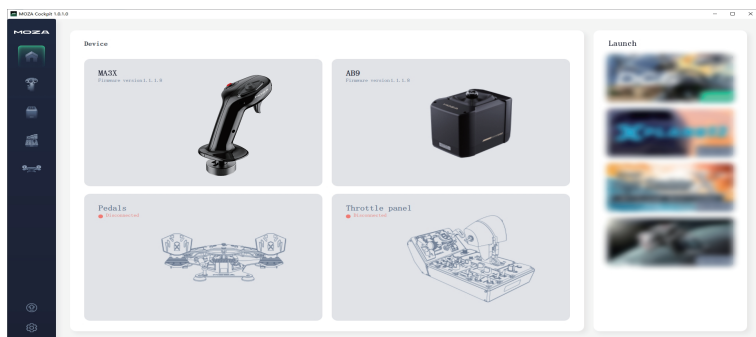 MOZA Cockpit 1.0.1.0
MOZA
Device
Launch
MA3X
Firmware version1.1.1.8
AB9
Firmware version1.1.1.8
Pedals
Disconnected
Throttle panel
Disconnected